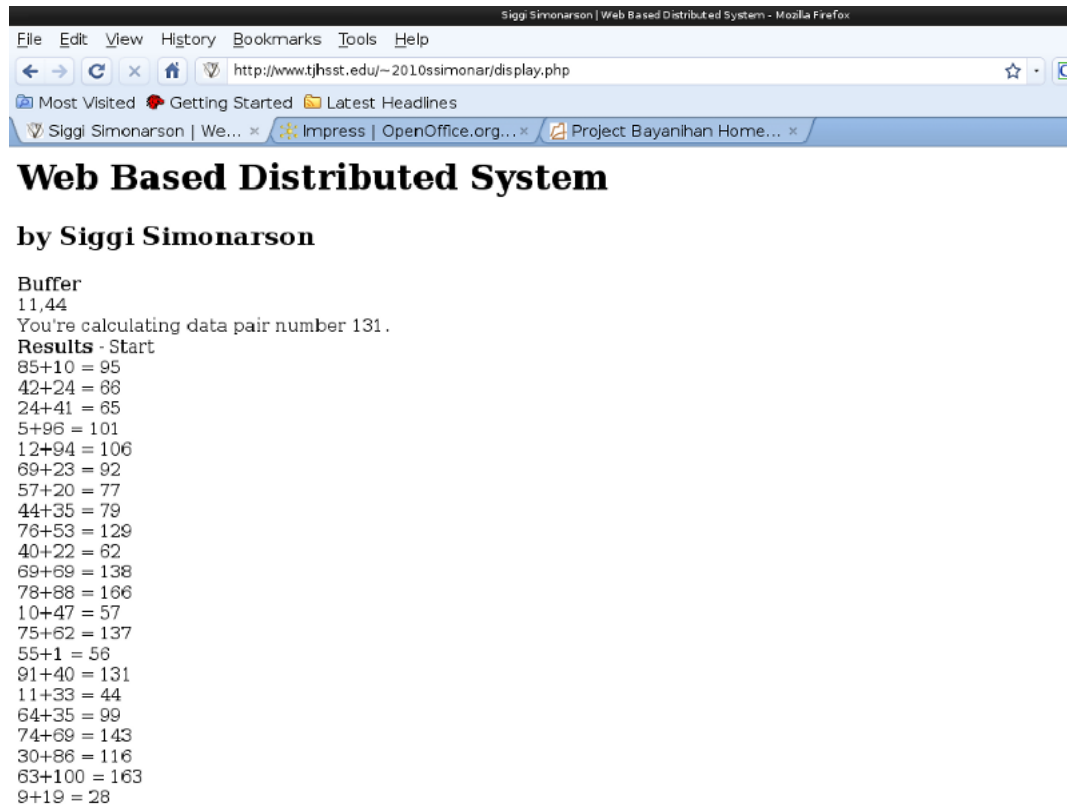 Siggi Simonarson | Web Based Distributed System - Mozilla Firefox
File Edit View History Bookmarks Tools Help
http://www.tjhsst.edu/~2010ssimonar/display.php
Most Visited Getting Started Latest Headlines
Siggi Simonarson | We... Impress | OpenOffice.org... Project Bayanihan Home...
Web Based Distributed System
by Siggi Simonarson
Buffer
11,44
You're calculating data pair number 131.
Results - Start
85+10 = 95
42+24 = 66
24+41 = 65
5+96 = 101
12+94 = 106
69+23 = 92
57+20 = 77
44+35 = 79
76+53 = 129
40+22 = 62
69+69 = 138
78+88 = 166
10+47 = 57
75+62 = 137
55+1 = 56
91+40 = 131
11+33 = 44
64+35 = 99
74+69 = 143
30+86 = 116
63+100 = 163
9+19 = 28